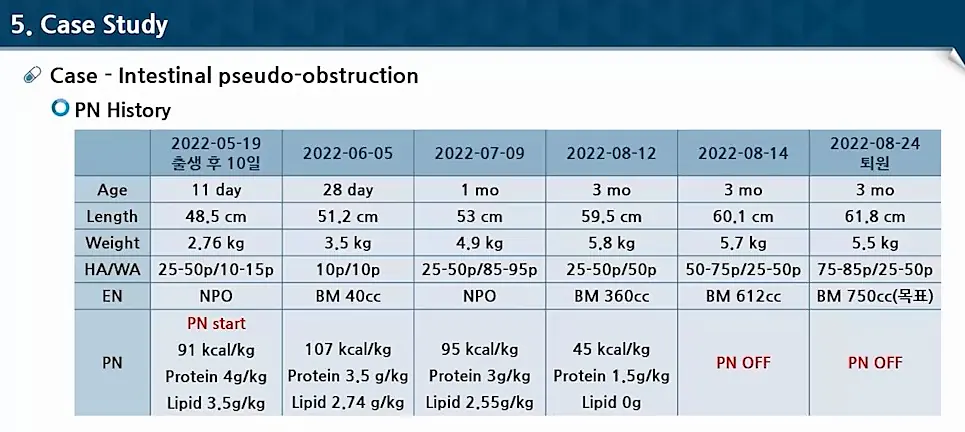 5. Case Study
Case - Intestinal pseudo-obstruction
PN History
2022-05-19 출생 후 10일 2022-06-05 2022-07-09 2022-08-12 2022-08-14 2022-08-24 퇴원
Age 11 day 28 day 1 mo 3 mo 3 mo 3 mo
Length 48.5 cm 51.2 cm 53 cm 59.5 cm 60.1 cm 61.8 cm
Weight 2.76 kg 3.5 kg 4.9 kg 5.8 kg 5.7 kg 5.5 kg
HA/WA 25-50p/10-15p 10p/10p 25-50p/85-95p 25-50p/50p 50-75p/25-50p 75-85p/25-50p
EN NPO BM 40cc NPO BM 360cc BM 612cc BM 750cc(목표)
PN start
91 kcal/kg 107 kcal/kg 95 kcal/kg 45 kcal/kg
PN Protein 4g/kg Protein 3.5 g/kg Protein 3g/kg Protein 1.5g/kg PN OFF PN OFF
Lipid 3.5g/kg Lipid 2.74 g/kg Lipid 2.55g/kg Lipid 0g